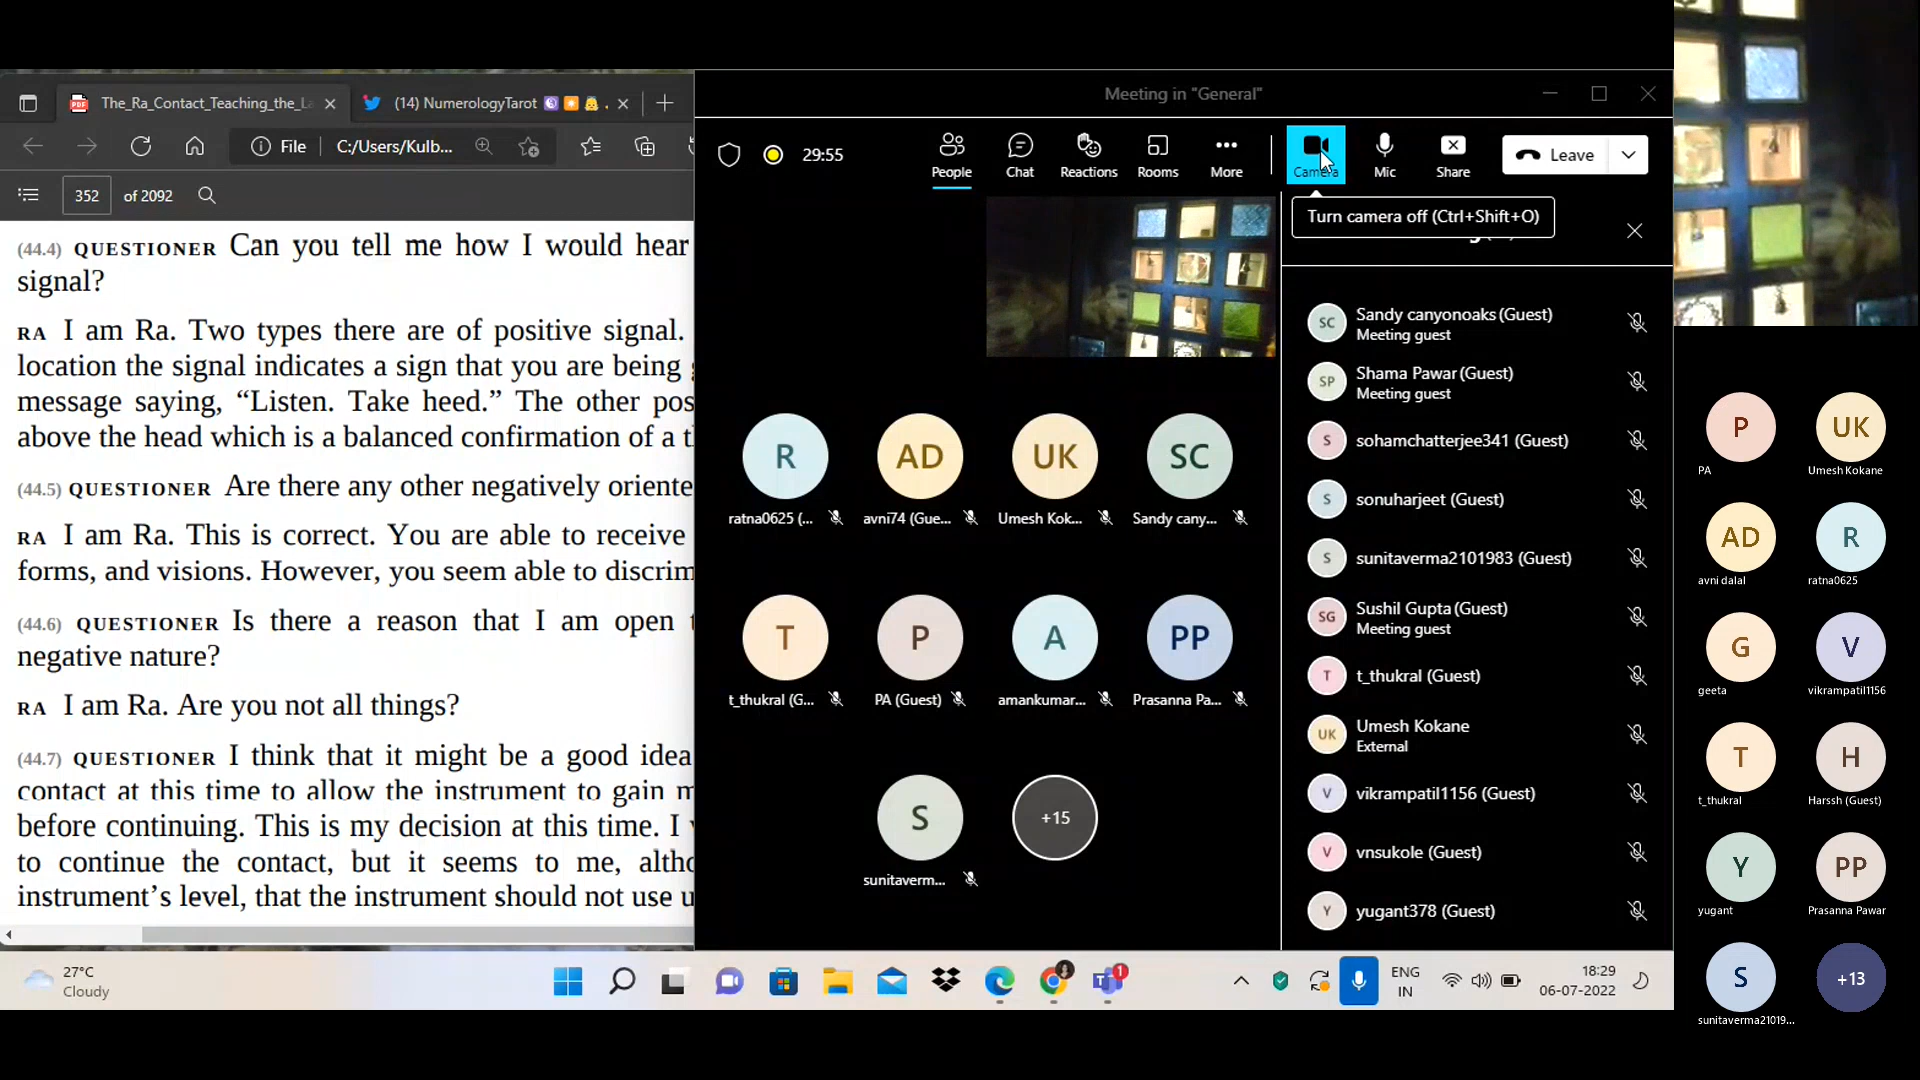 The_Ra_Contact_Teaching_the_La
(14) NumerologyTarot
File
C:/Users/Kulb...
352
of 2092
(44.4) QUESTIONER Can you tell me how I would hear
signal?
RA I am Ra. Two types there are of positive signal.
location the signal indicates a sign that you are being
message saying, “Listen. Take heed.” The other pos
above the head which is a balanced confirmation of a
(44.5) QUESTIONER Are there any other negatively oriente
RA I am Ra. This is correct. You are able to receive
forms, and visions. However, you seem able to discrim
(44.6) QUESTIONER Is there a reason that I am open
negative nature?
RA I am Ra. Are you not all things?
(44.7) QUESTIONER I think that it might be a good idea
contact at this time to allow the instrument to gain m
before continuing. This is my decision at this time. I
to continue the contact, but it seems to me, altho
instrument’s level, that the instrument should not use u
Meeting in "General"
29:55
People
Chat
Reactions
Rooms
More
Camera
Mic
Share
Leave
Turn camera off (Ctrl+Shift+O)
R
AD
UK
SC
ratna0625 (...
avni74 (Gue...
Umesh Kok...
Sandy cany...
T
P
A
PP
t_thukral (G...
PA (Guest)
amankumar...
Prasanna Pa...
S
+15
sunitaverm...
SC
Sandy canyonoaks (Guest)
Meeting guest
SP
Shama Pawar (Guest)
Meeting guest
S
sohamchatterjee341 (Guest)
S
sonuharjeet (Guest)
S
sunitaverma2101983 (Guest)
SG
Sushil Gupta (Guest)
Meeting guest
T
t_thukral (Guest)
UK
Umesh Kokane
External
V
vikrampatil1156 (Guest)
V
vnsukole (Guest)
Y
yugant378 (Guest)
P
UK
PA
Umesh Kokane
AD
R
avni dalal
ratna0625
G
V
geeta
vikrampatil1156
T
H
t_thukral
Harssh (Guest)
Y
PP
yugant
Prasanna Pawar
S
+13
sunitaverma21019...
27°C
Cloudy
1
ENG
IN
18:29
06-07-2022